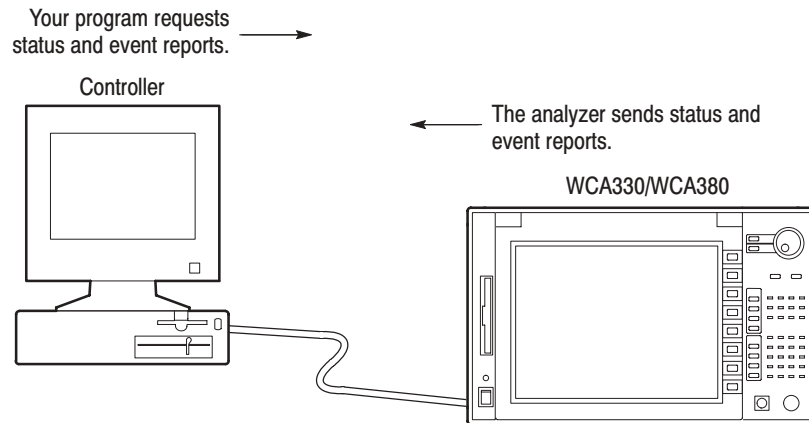 Your program requests
status and event reports.
Controller
The analyzer sends status and
event reports.
WCA330/WCA380